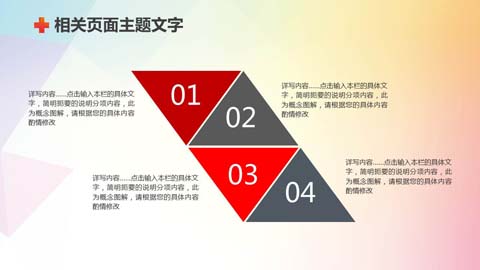 相关页面主题文字
01
详写内容……点击输入本栏的具体文
字，简明扼要的说明分项内容，此
为概念图解，请根据您的具体内容
酌情修改
02
详写内容……点击输入本栏的具体文
字，简明扼要的说明分项内容，此
为概念图解，请根据您的具体内容
酌情修改
03
详写内容……点击输入本栏的具体文
字，简明扼要的说明分项内容，此
为概念图解，请根据您的具体内容
酌情修改
04
详写内容……点击输入本栏的具体文
字，简明扼要的说明分项内容，此
为概念图解，请根据您的具体内容
酌情修改